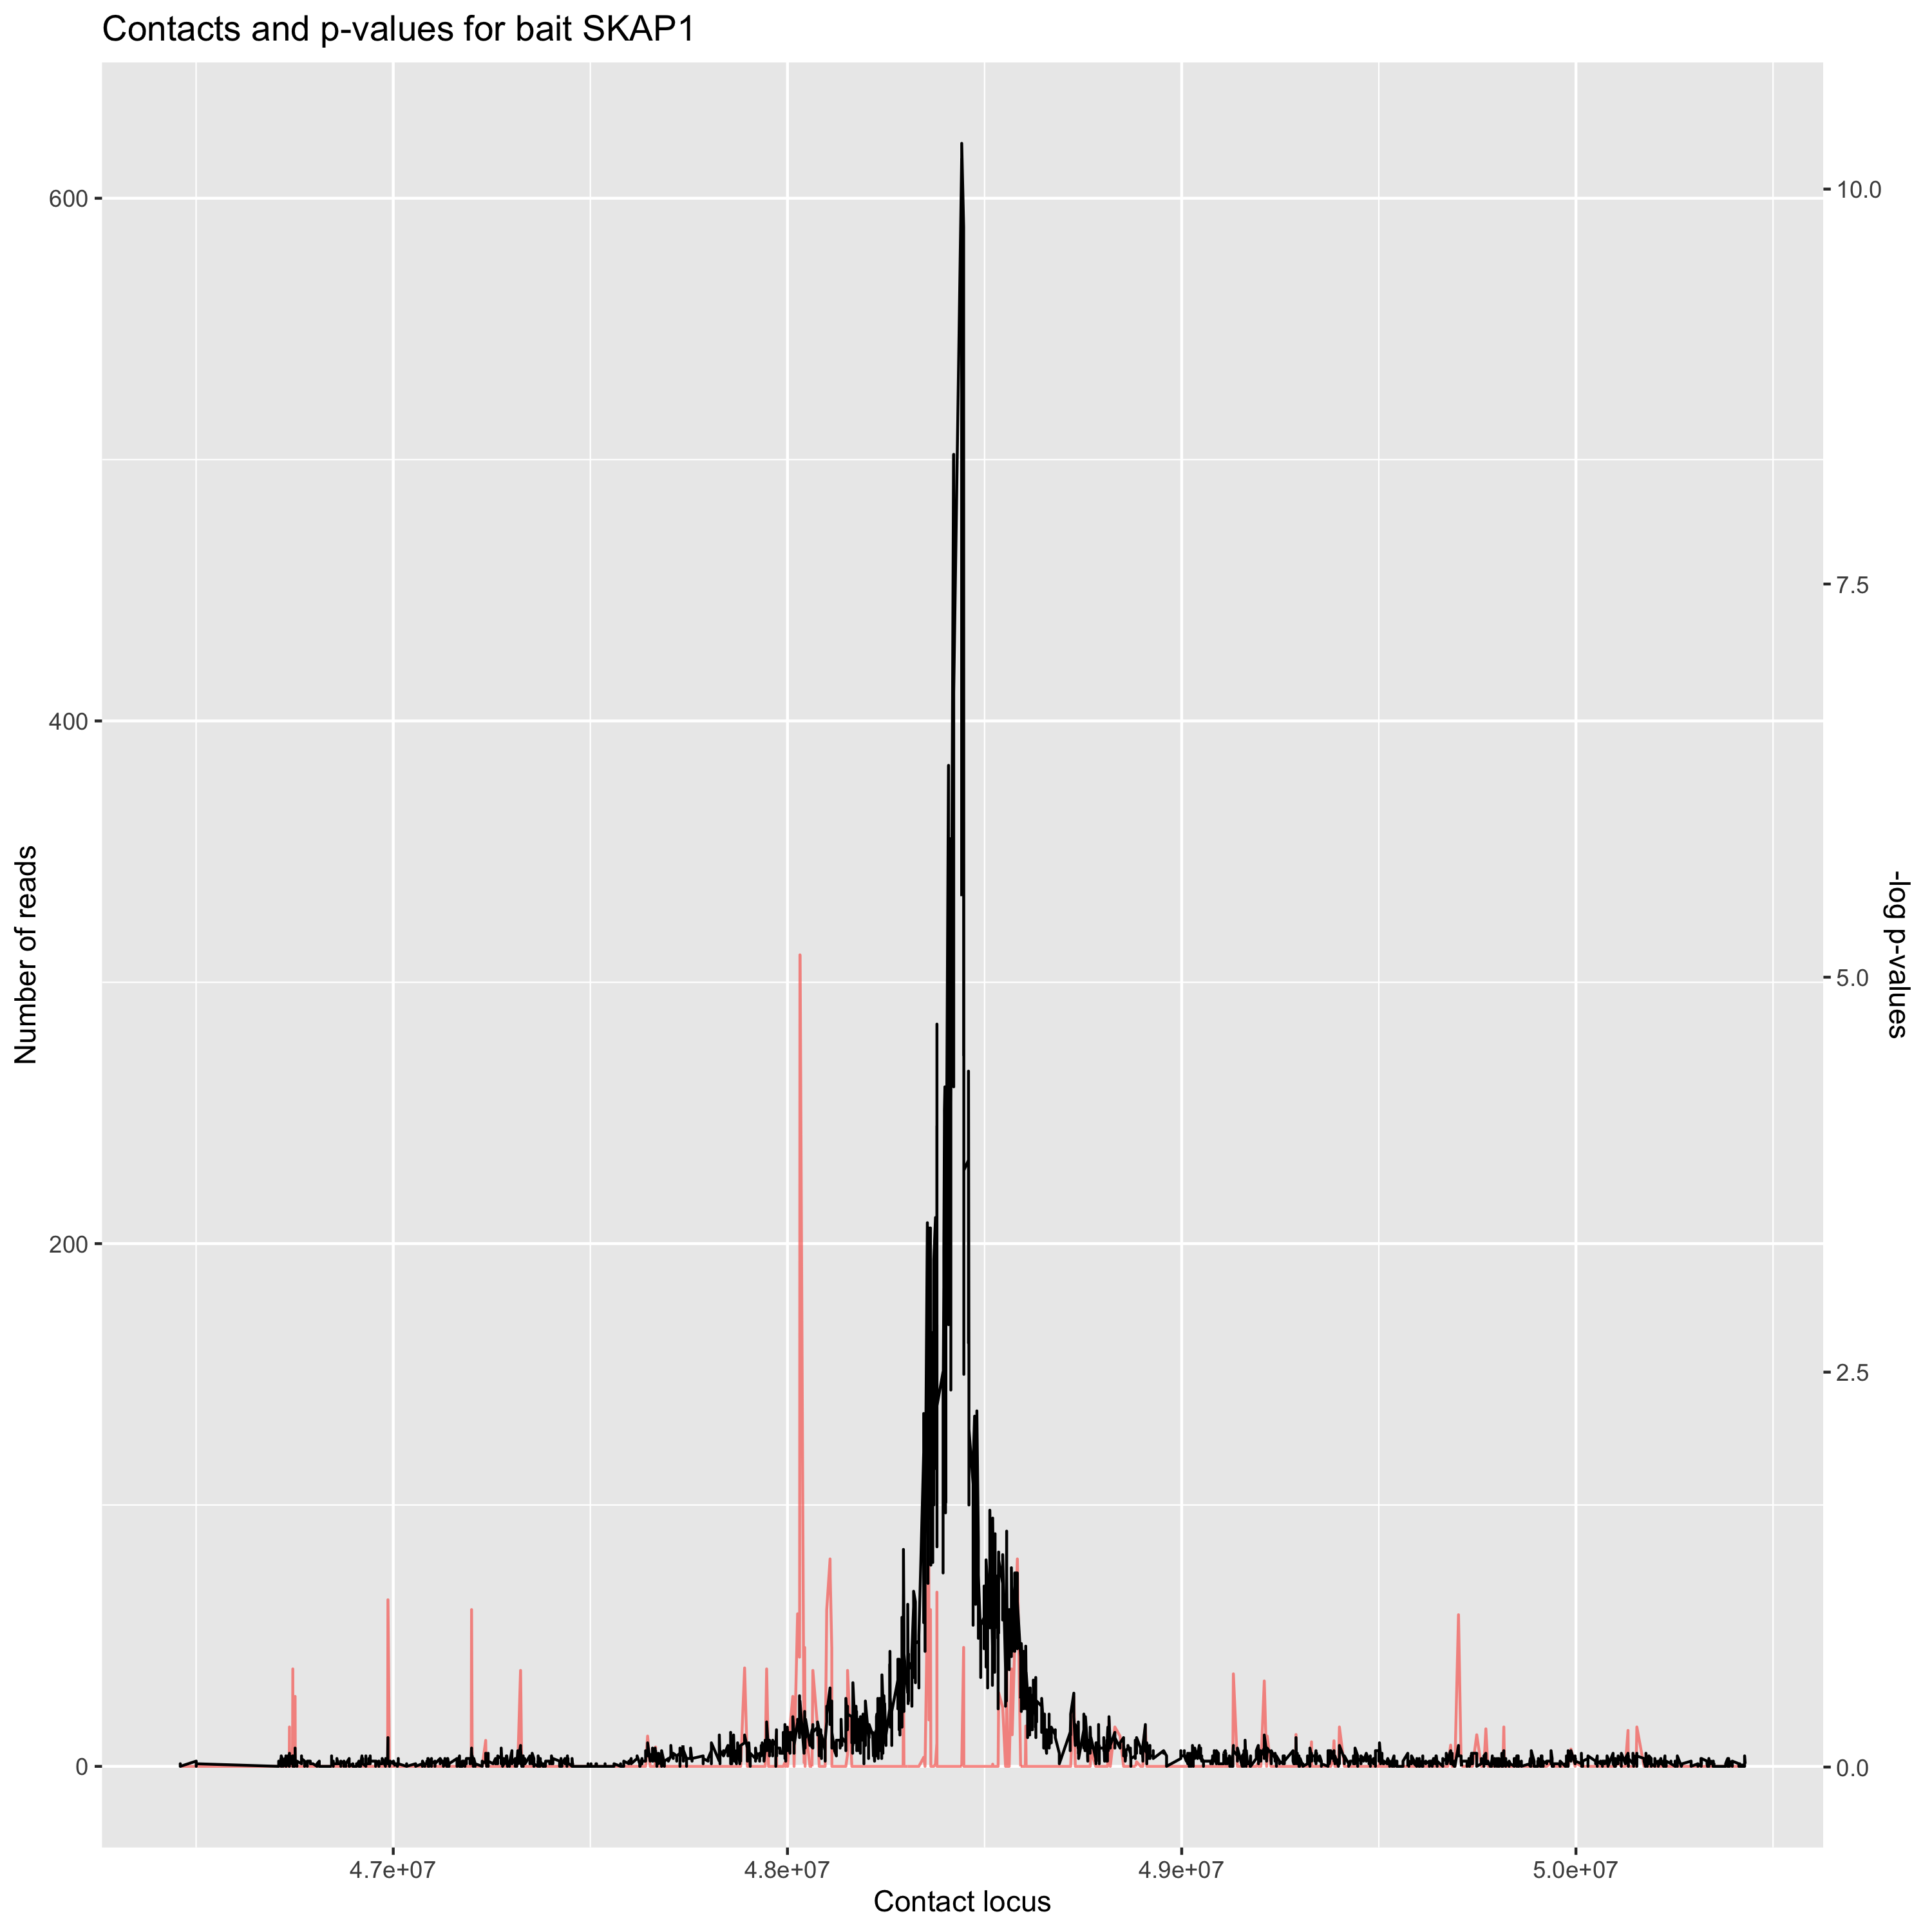 Contacts and p-values for bait SKAP1
600
400
200
0
Number of reads
10.0
7.5
5.0
2.5
0.0
-log p-values
4.7e+07
4.8e+07
4.9e+07
5.0e+07
Contact locus